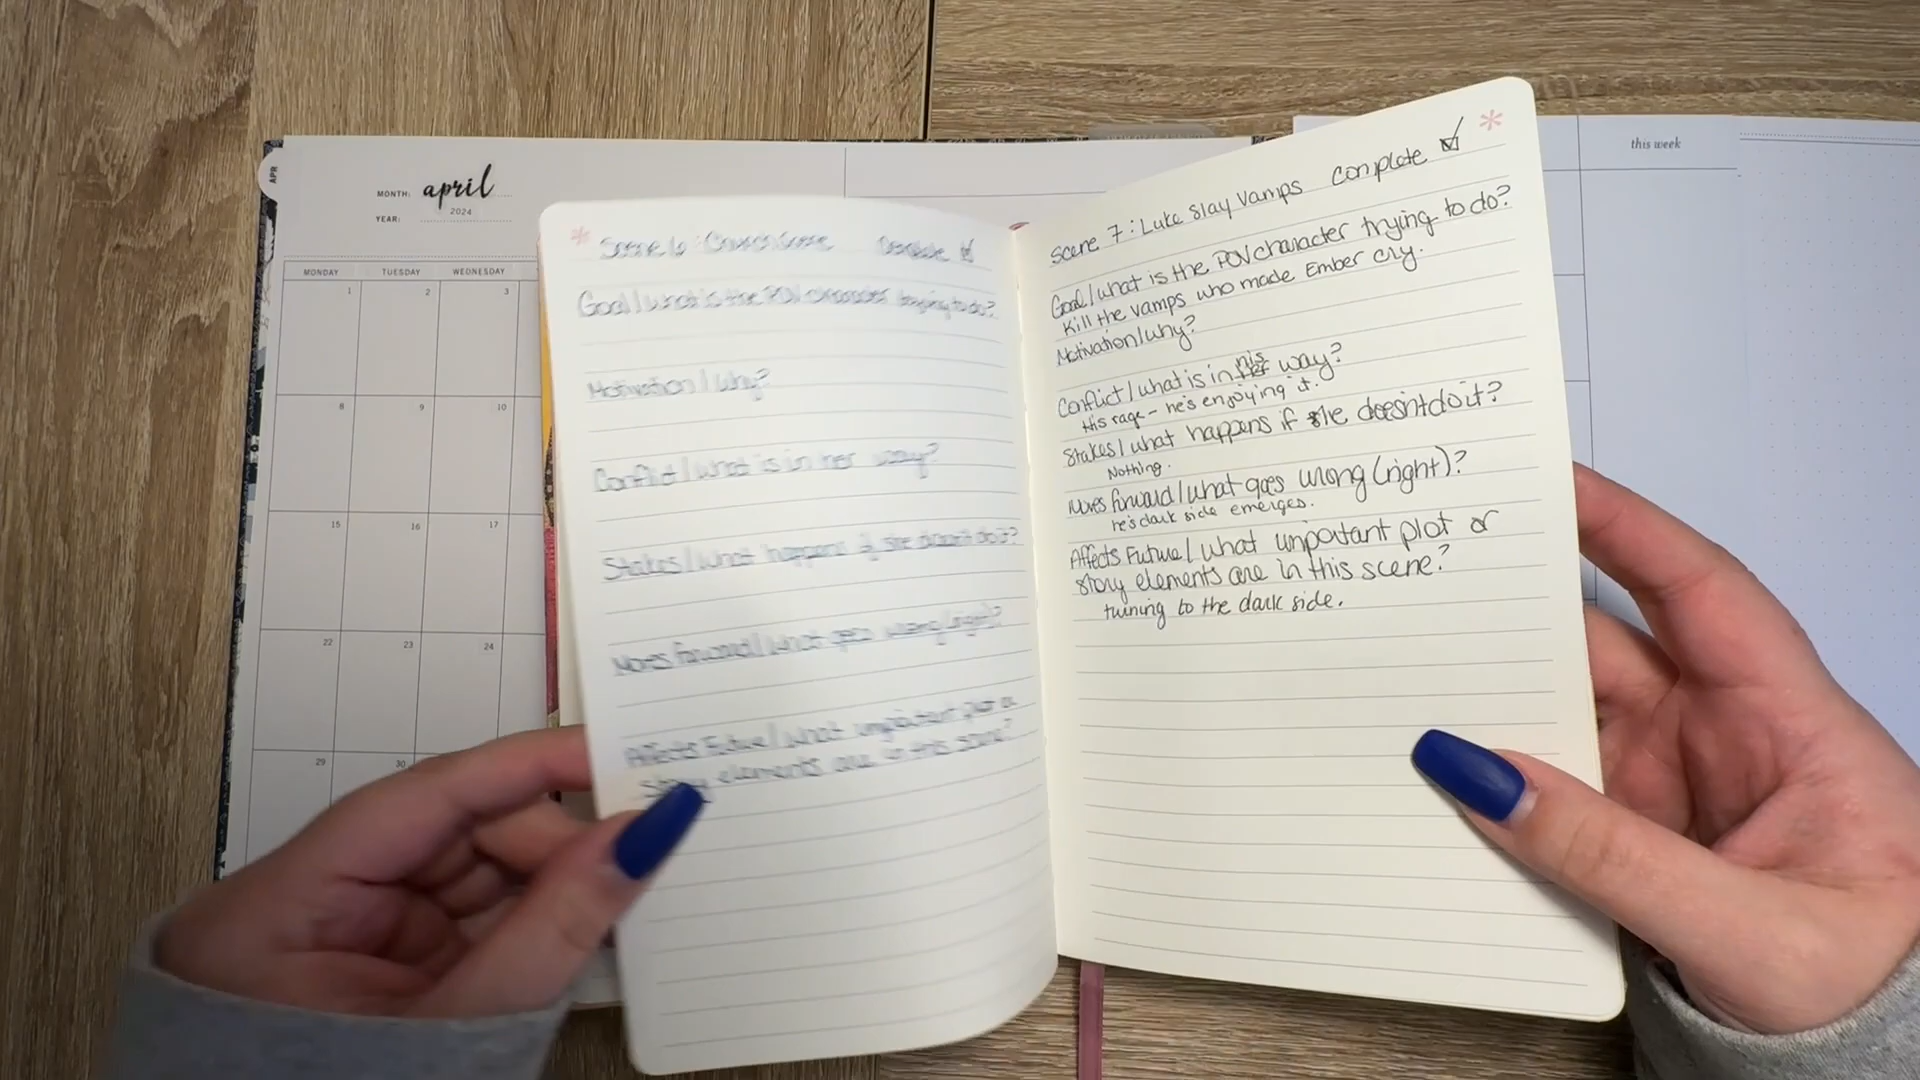 APR
MONTH: april
YEAR: 2024
MONDAY TUESDAY WEDNESDAY
1 2 3
8 9 10
15 16 17
22 23 24
29 30
this week
* Scene 6:
Goal / what is the POV character trying to do?
Motivation / Why?
Conflict / what is in her way?
Stakes / what happens if she doesn't do it?
Moves forward / what goes wrong (right)?
Affects Future / what important plot or
Story elements are in this scene?
*
Scene 7: Luke Slay Vamps Complete
Goal / what is the POV character trying to do?
Kill the vamps who made Ember cry.
Motivation / why?
Conflict / what is in his way?
His rage - he's enjoying it.
Stakes / what happens if he doesn't do it?
Nothing.
Moves forward / what goes wrong (right)?
he's dark side emerges.
Affects Future / what important plot or
story elements are in this scene?
turning to the dark side.